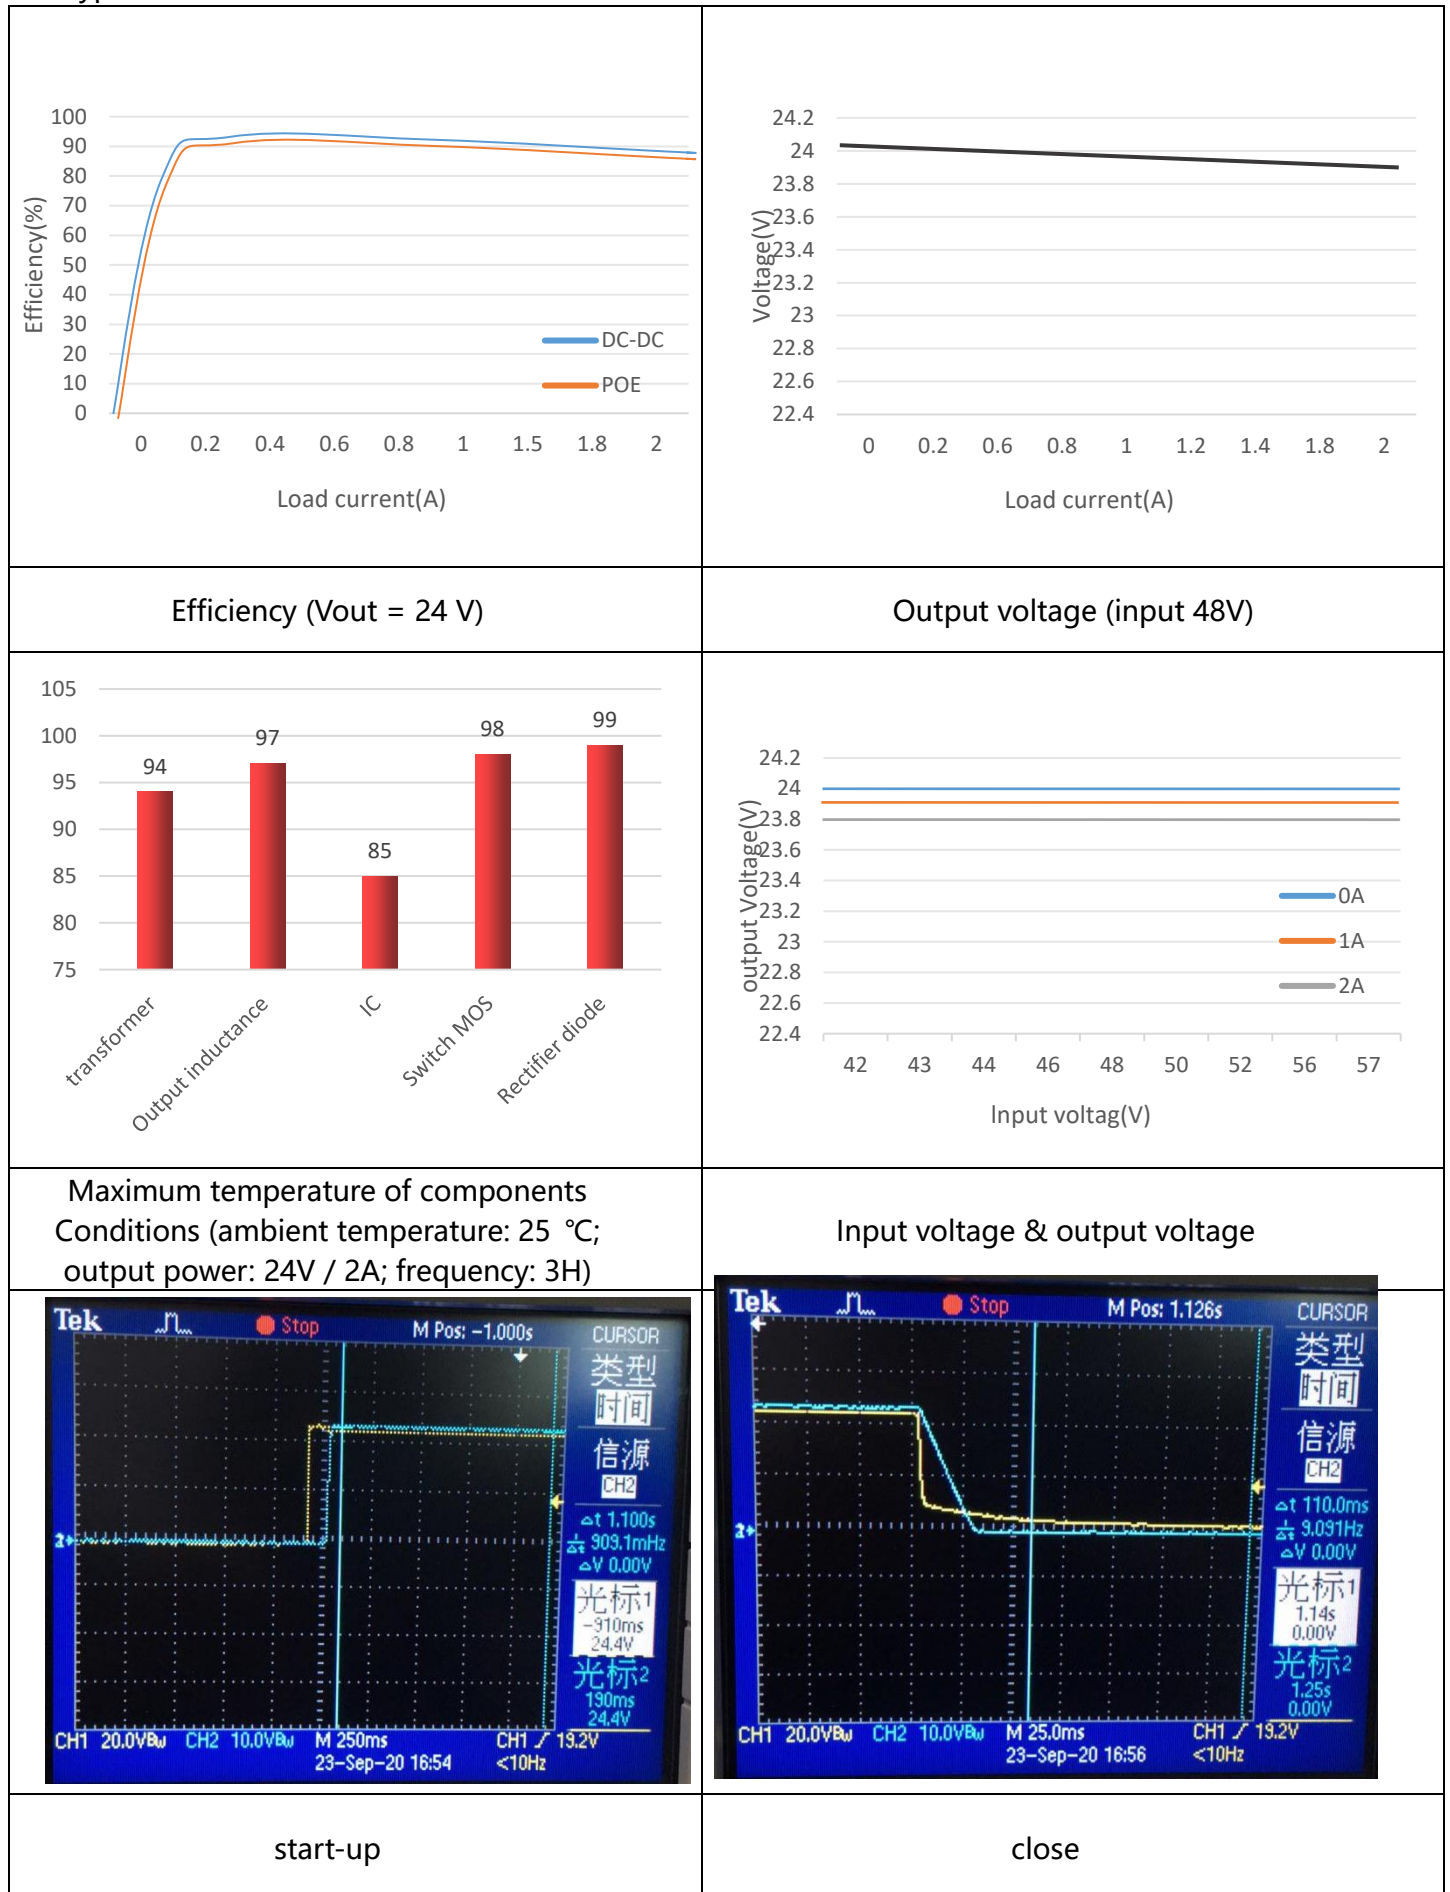 100
90
80
70
60
50
40
30
20
10
0
Efficiency(%)
DC-DC
POE
0 0.2 0.4 0.6 0.8 1 1.5 1.8 2
Load current(A)
24.2
24
23.8
23.6
23.4
23.2
23
22.8
22.6
22.4
Voltage(V)
0 0.2 0.6 0.8 1 1.2 1.4 1.8 2
Load current(A)
Efficiency (Vout = 24 V)
Output voltage (input 48V)
105
100
95
90
85
80
75
94
97
85
98
99
transformer
Output inductance
IC
Switch MOS
Rectifier diode
24.2
24
23.8
23.6
23.4
23.2
23
22.8
22.6
22.4
output Voltage(V)
0A
1A
2A
42 43 44 46 48 50 52 56 57
Input voltag(V)
Maximum temperature of components
Conditions (ambient temperature: 25 ℃;
output power: 24V / 2A; frequency: 3H)
Input voltage & output voltage
Tek Stop M Pos: -1.000s CURSOR
类型
时间
信源
CH2
△t 1.100s
909.1mHz
△V 0.00V
光标1
-910ms
24.4V
光标2
190ms
24.4V
CH1 20.0VBw CH2 10.0VBw M 250ms CH1 19.2V
23-Sep-20 16:54 <10Hz
Tek Stop M Pos: 1.126s CURSOR
类型
时间
信源
CH2
△t 110.0ms
9.091Hz
△V 0.00V
光标1
1.14s
0.00V
光标2
1.25s
0.00V
CH1 20.0VBw CH2 10.0VBw M 25.0ms CH1 19.2V
23-Sep-20 16:56 <10Hz
start-up
close